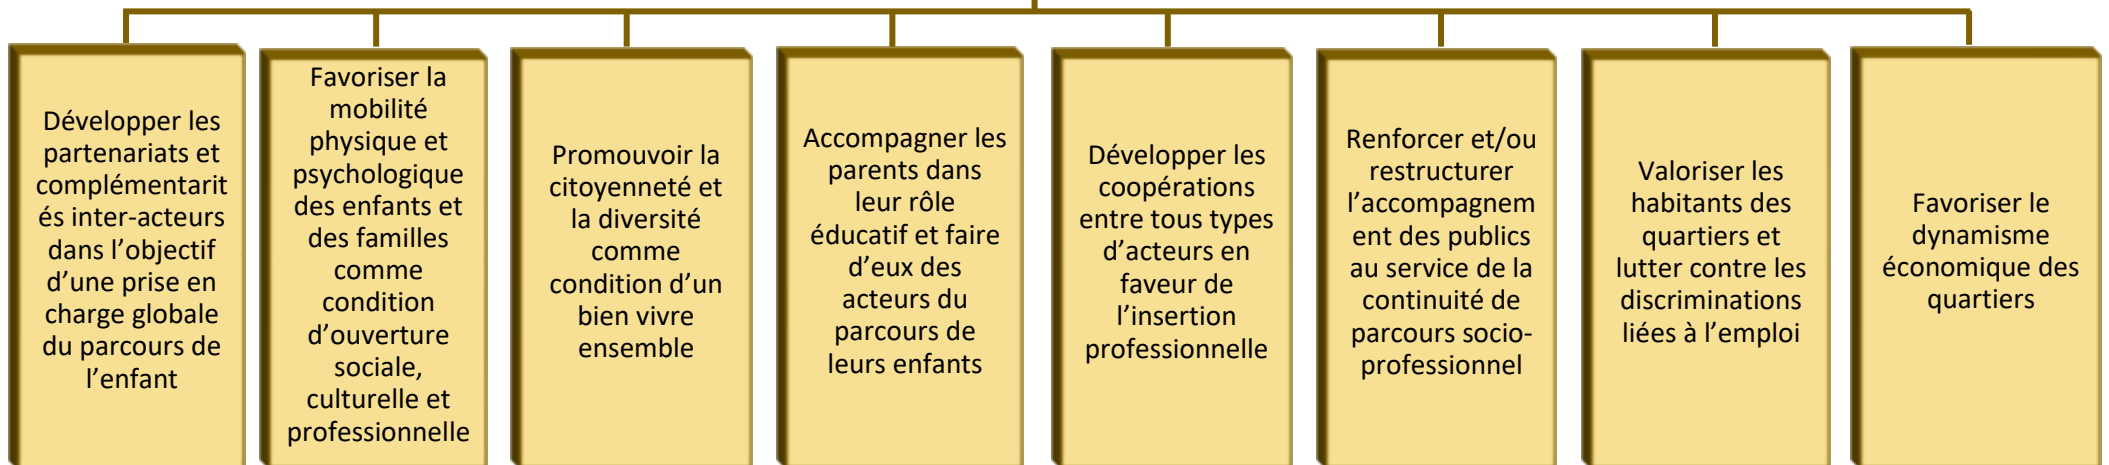 Développer les
partenariats et
complémentarit
és inter-acteurs
dans l’objectif
d’une prise en
charge globale
du parcours de
l’enfant
Favoriser la
mobilité
physique et
psychologique
des enfants et
des familles
comme
condition
d’ouverture
sociale,
culturelle et
professionnelle
Promouvoir la
citoyenneté et
la diversité
comme
condition d’un
bien vivre
ensemble
Accompagner les
parents dans
leur rôle
éducatif et faire
d’eux des
acteurs du
parcours de
leurs enfants
Développer les
coopérations
entre tous types
d’acteurs en
faveur de
l’insertion
professionnelle
Renforcer et/ou
restructurer
l’accompagnem
ent des publics
au service de la
continuité de
parcours socio-
professionnel
Valoriser les
habitants des
quartiers et
lutter contre les
discriminations
liées à l’emploi
Favoriser le
dynamisme
économique des
quartiers